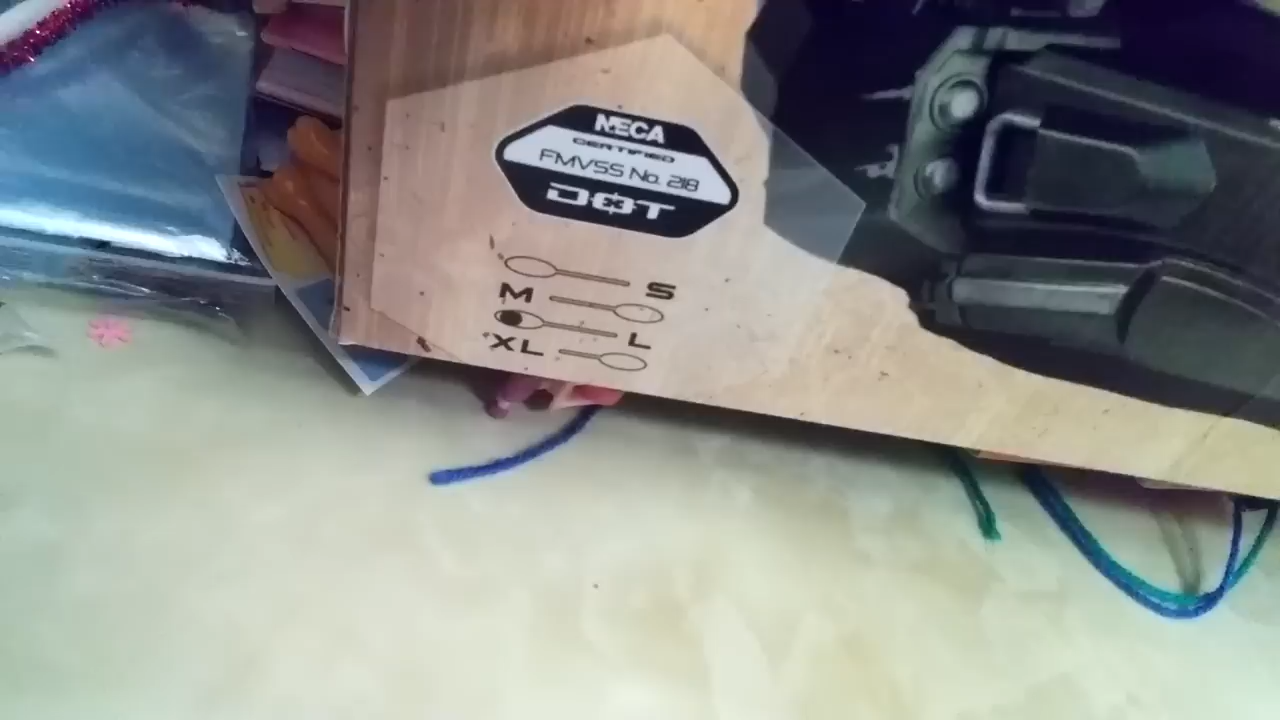 NECA
CERTIFIED
FMVSS No. 218
DOT
S
M
L
XL